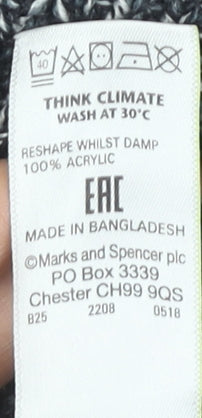 40
THINK CLIMATE
WASH AT 30°C
RESHAPE WHILST DAMP
100% ACRYLIC
EAC
MADE IN BANGLADESH
©Marks and Spencer plc
PO Box 3339
Chester CH99 9QS
B25 2208 0518